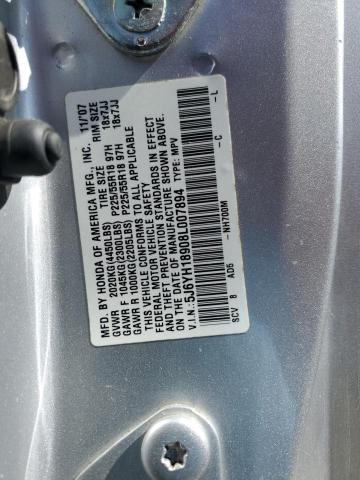 MFD. BY HONDA OF AMERICA MFG., INC. 11/'07
TIRE SIZE RIM SIZE
GVWR 2020KG(4450LBS) P225/55R18 97H 18x7JJ
GAWR F 1045KG(2300LBS) P225/55R18 97H 18x7JJ
GAWR R 1000KG(2205LBS)
THIS VEHICLE CONFORMS TO ALL APPLICABLE
FEDERAL MOTOR VEHICLE SAFETY BUMPER
AND THEFT PREVENTION STANDARDS IN EFFECT
ON THE DATE OF MANUFACTURE SHOWN ABOVE.
V.I.N.: 5J6YH18908L007894 TYPE: MPV
SCV 8 AD5 -NH700M -C -L